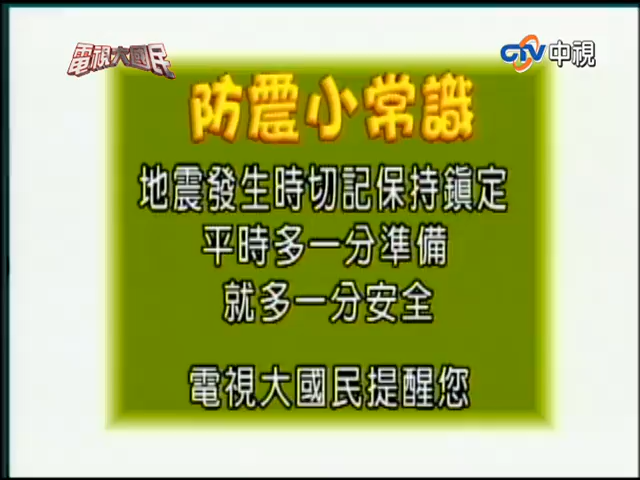 電視大國民
CTV中視
防震小常識
地震發生時切記保持鎮定
平時多一分準備
就多一分安全
電視大國民提醒您